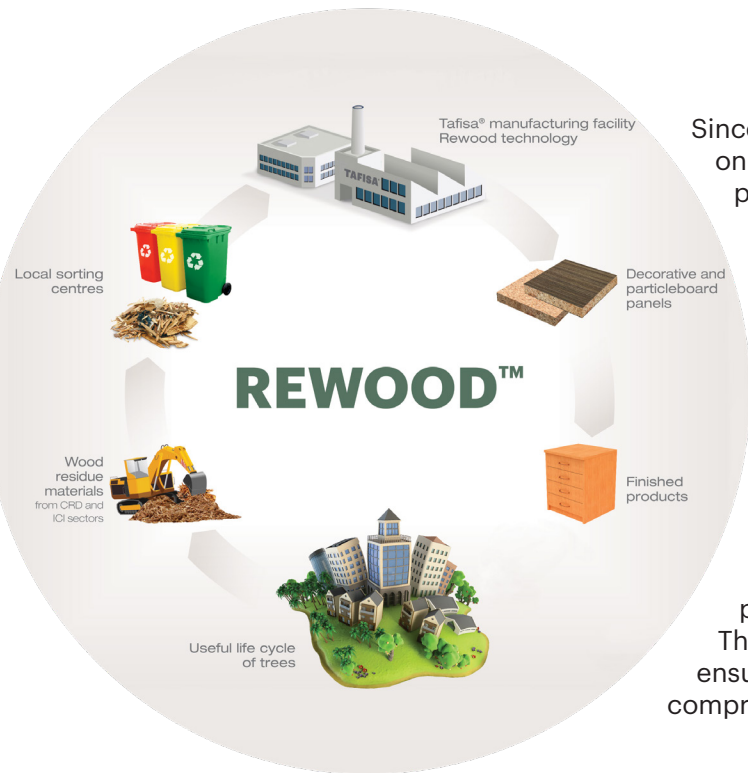 Tafisa® manufacturing facility
Rewood technology
TAFISA
Decorative and
particleboard
panels
Finished
products
Useful life cycle
of trees
Wood
residue
materials
from CRD and
ICI sectors
Local sorting
centres
REWOOD™
Since
on
p
p
Th
ensu
compr